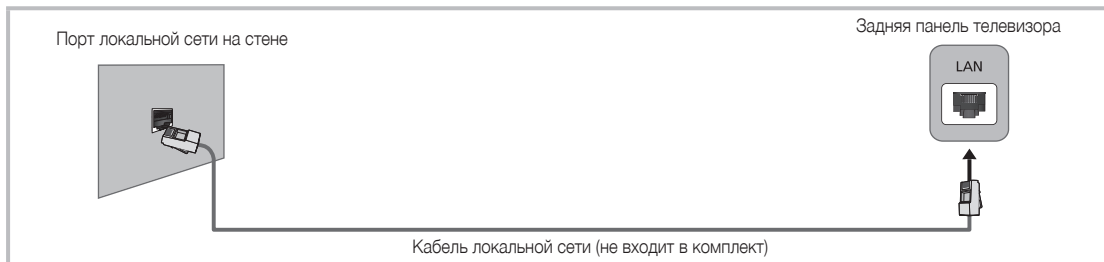 Порт локальной сети на стене
Задняя панель телевизора
LAN
Кабель локальной сети (не входит в комплект)